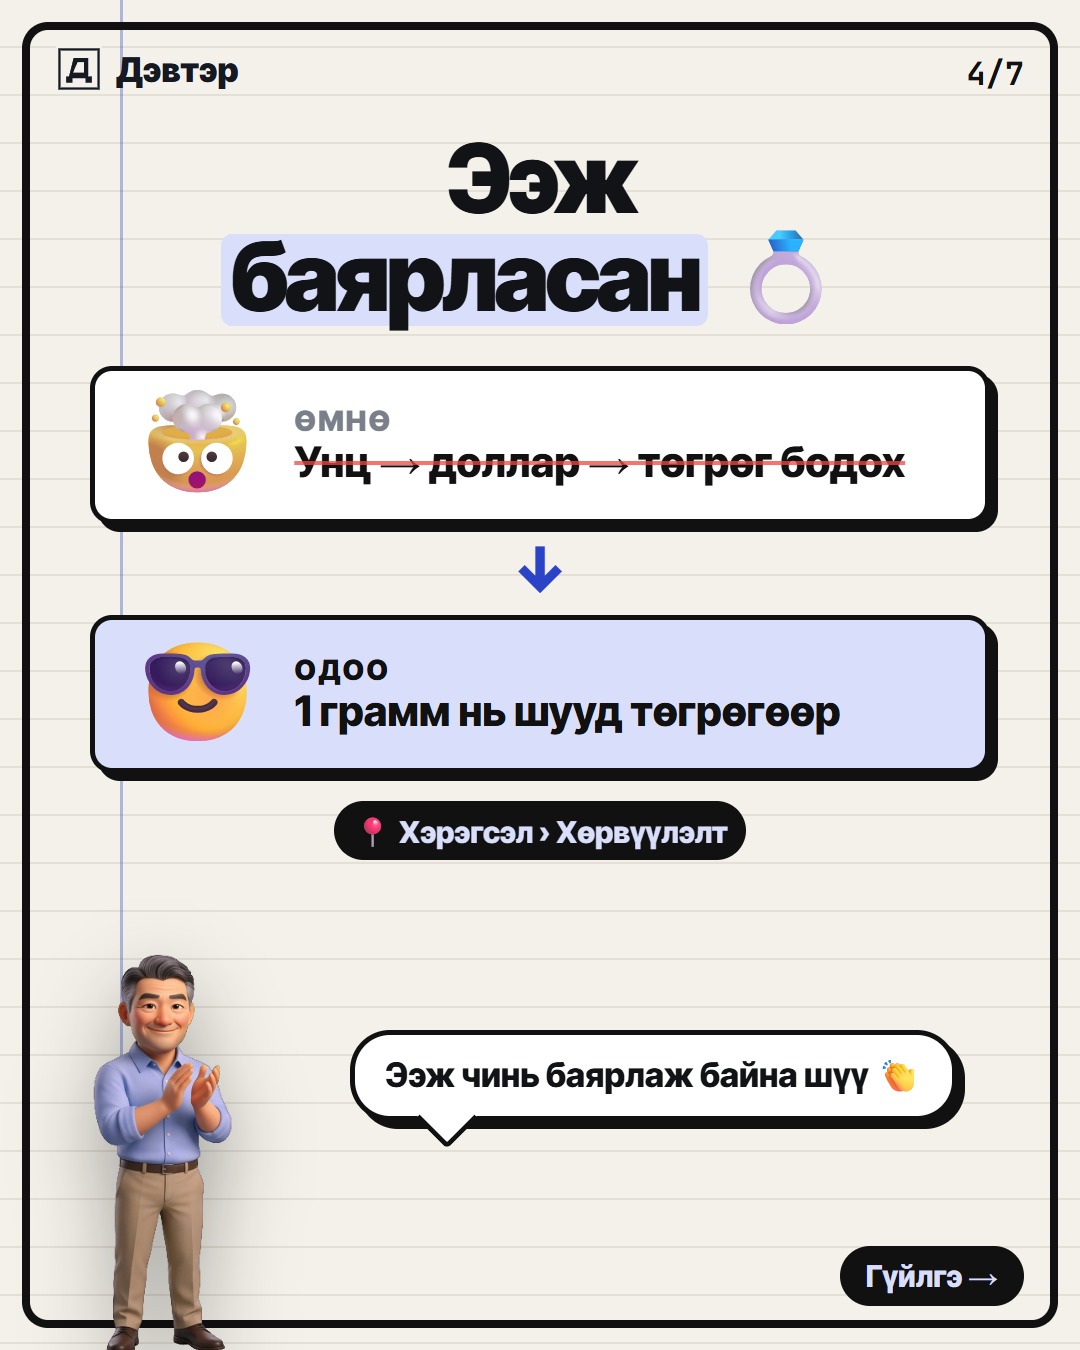 Д Дэвтэр
4/7
Ээж
баярласан
өмнө
Унц → доллар → төгрөг бодох
одоо
1 грамм нь шууд төгрөгөөр
Хэрэгсэл › Хөрвүүлэлт
Ээж чинь баярлаж байна шүү
Гүйлгэ →